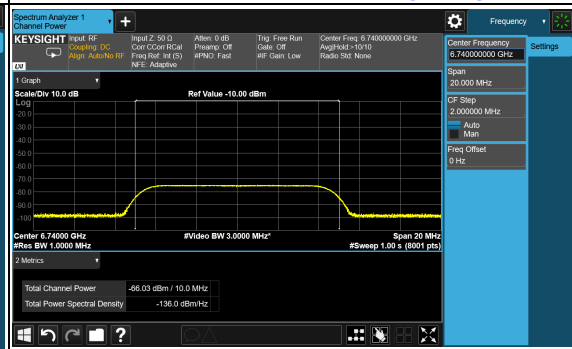 Spectrum Analyzer 1
Channel Power
Frequency
KEYSIGHT
Input: RF
Coupling: DC
Align: Auto/No RF
Input Z: 50 Ω
Corr CCorr RCal
Freq Ref: Int (S)
NFE: Adaptive
Atten: 0 dB
Preamp: Off
#PNO: Fast
Trig: Free Run
Gate: Off
#IF Gain: Low
Center Freq: 6.740000000 GHz
Avg|Hold:>10/10
Radio Std: None
LXI
Center Frequency
6.740000000 GHz
Settings
Span
20.000 MHz
CF Step
2.000000 MHz
Auto
Man
Freq Offset
0 Hz
1 Graph
Scale/Div 10.0 dB
Ref Value -10.00 dBm
Log
-20.0
-30.0
-40.0
-50.0
-60.0
-70.0
-80.0
-90.0
-100
Center 6.74000 GHz
#Video BW 3.0000 MHz*
Span 20 MHz
#Res BW 1.0000 MHz
#Sweep 1.00 s (8001 pts)
2 Metrics
Total Channel Power
-66.03 dBm / 10.0 MHz
Total Power Spectral Density
-136.0 dBm/Hz